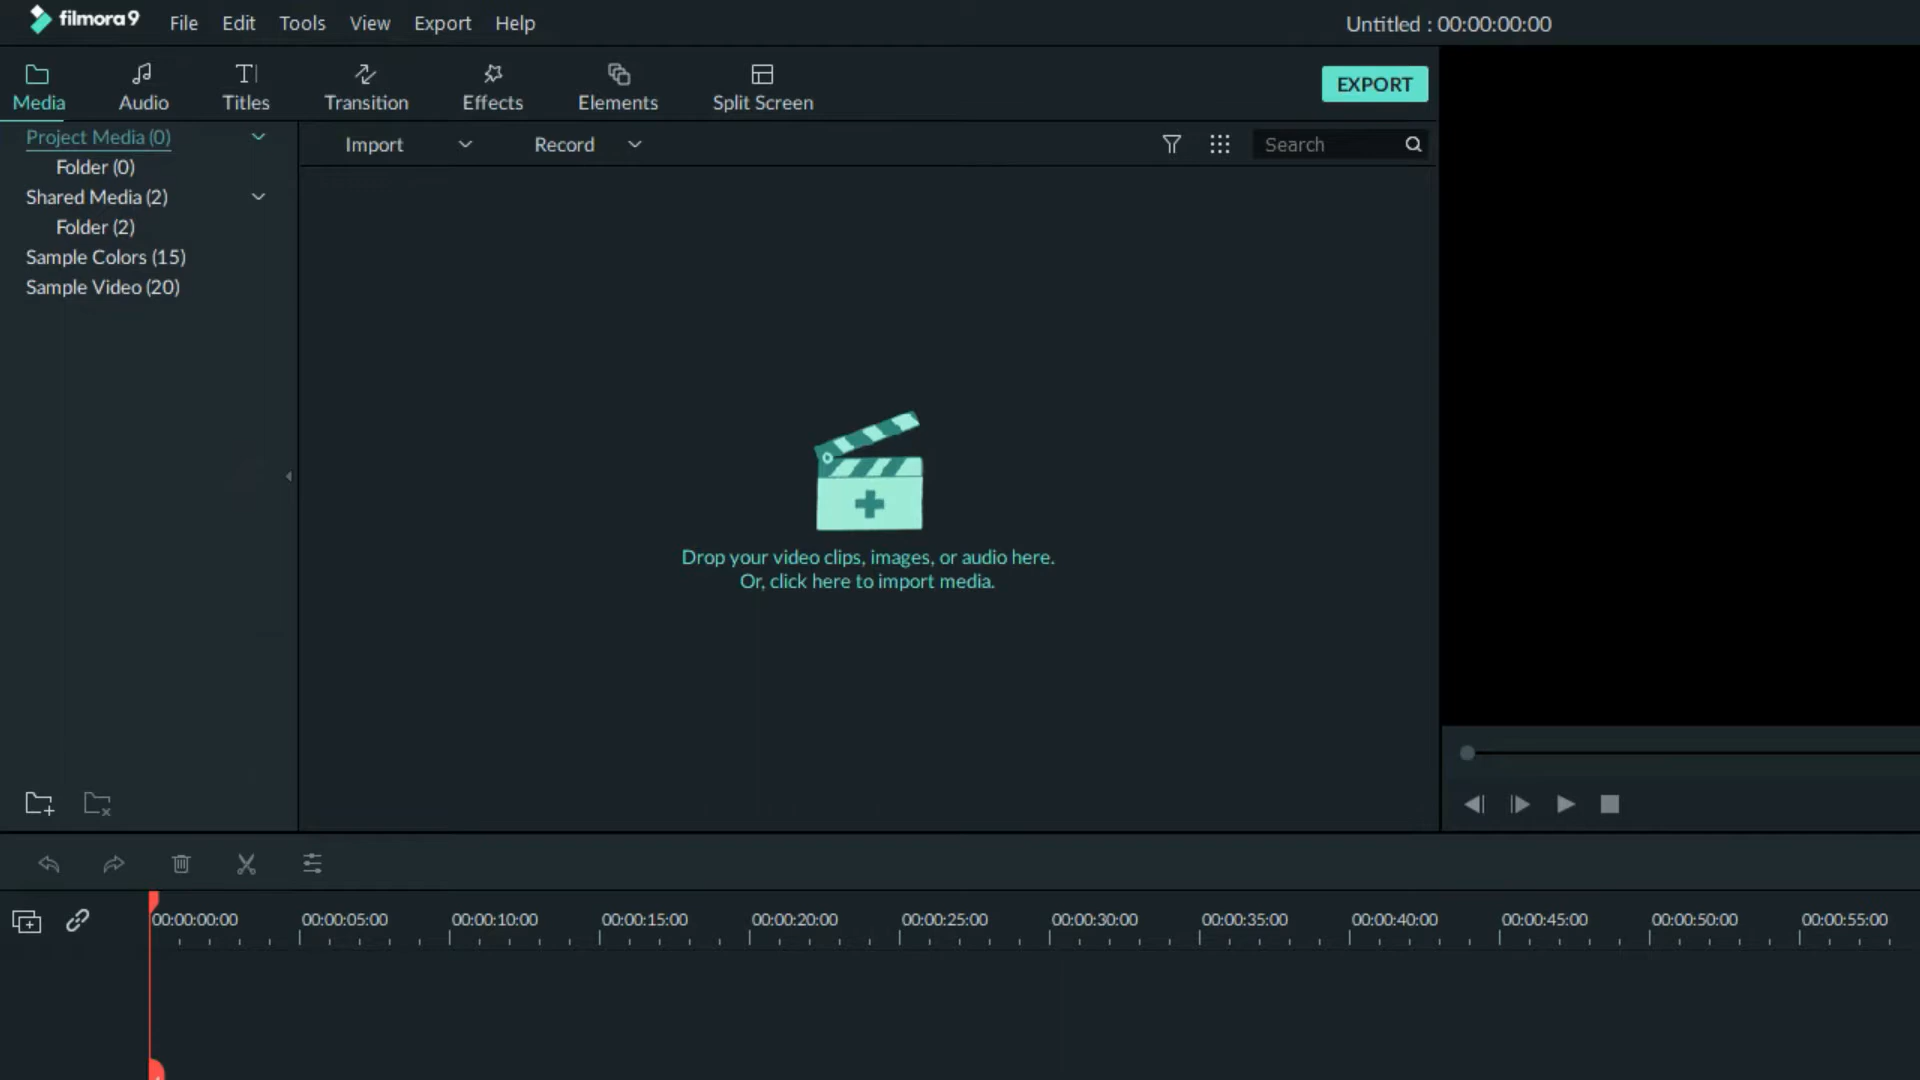 filmora9 File Edit Tools View Export Help Untitled : 00:00:00:00
Media Audio Titles Transition Effects Elements Split Screen EXPORT
Project Media (0)
Folder (0)
Shared Media (2)
Folder (2)
Sample Colors (15)
Sample Video (20)
Import Record Search
Drop your video clips, images, or audio here.
Or, click here to import media.
00:00:00:00 00:00:05:00 00:00:10:00 00:00:15:00 00:00:20:00 00:00:25:00 00:00:30:00 00:00:35:00 00:00:40:00 00:00:45:00 00:00:50:00 00:00:55:00